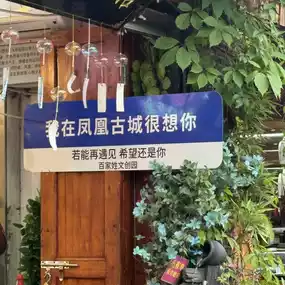 我在凤凰古城很想你
若能再遇见 希望还是你
百家姓文创园